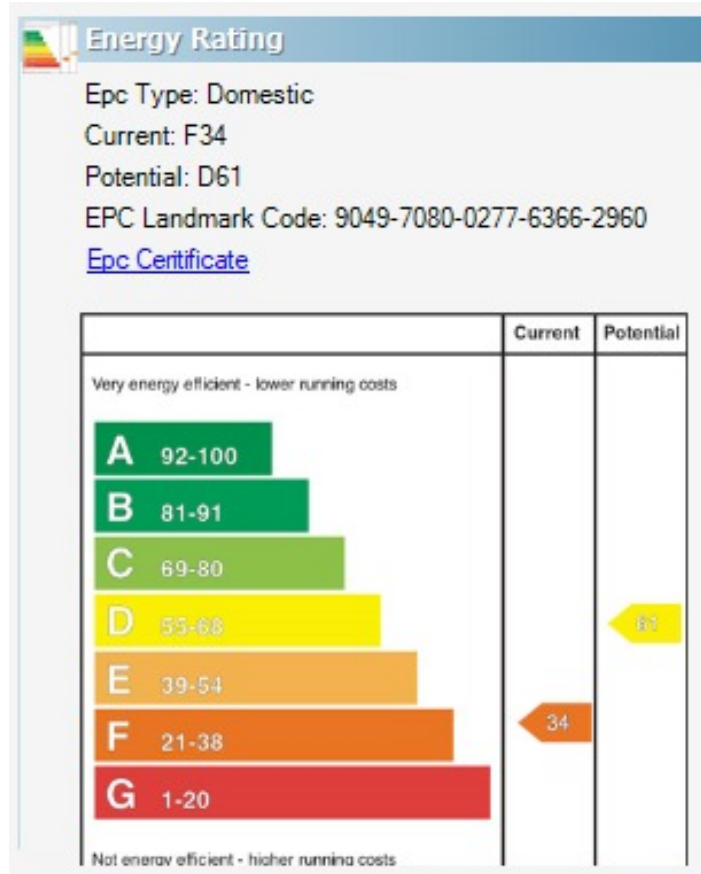 Energy Rating
Epc Type: Domestic
Current: F34
Potential: D61
EPC Landmark Code: 9049-7080-0277-6366-2960
Epc Ceritificate
Current Potential
Very energy efficient - lower running costs
A 92-100
B 81-91
C 69-80
D 55-68
61
E 39-54
F 21-38
34
G 1-20
Not energy efficient - higher running costs